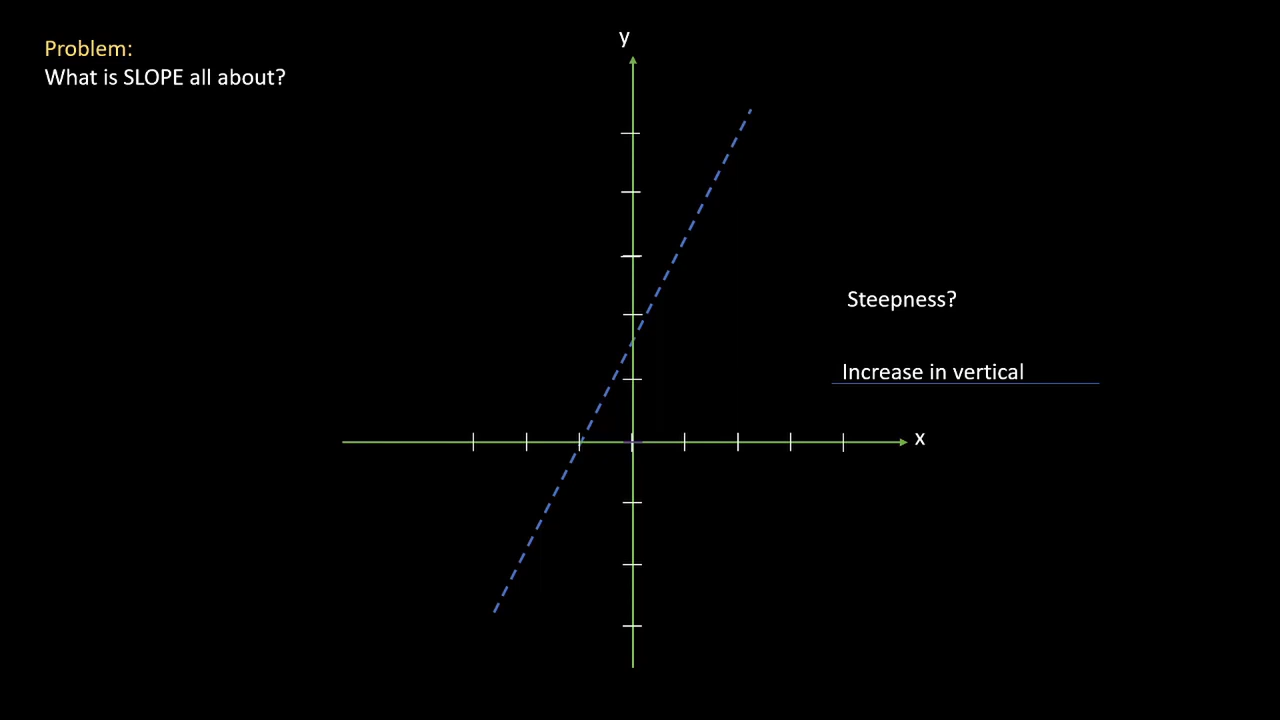 Problem:
What is SLOPE all about?
y
Steepness?
Increase in vertical
x